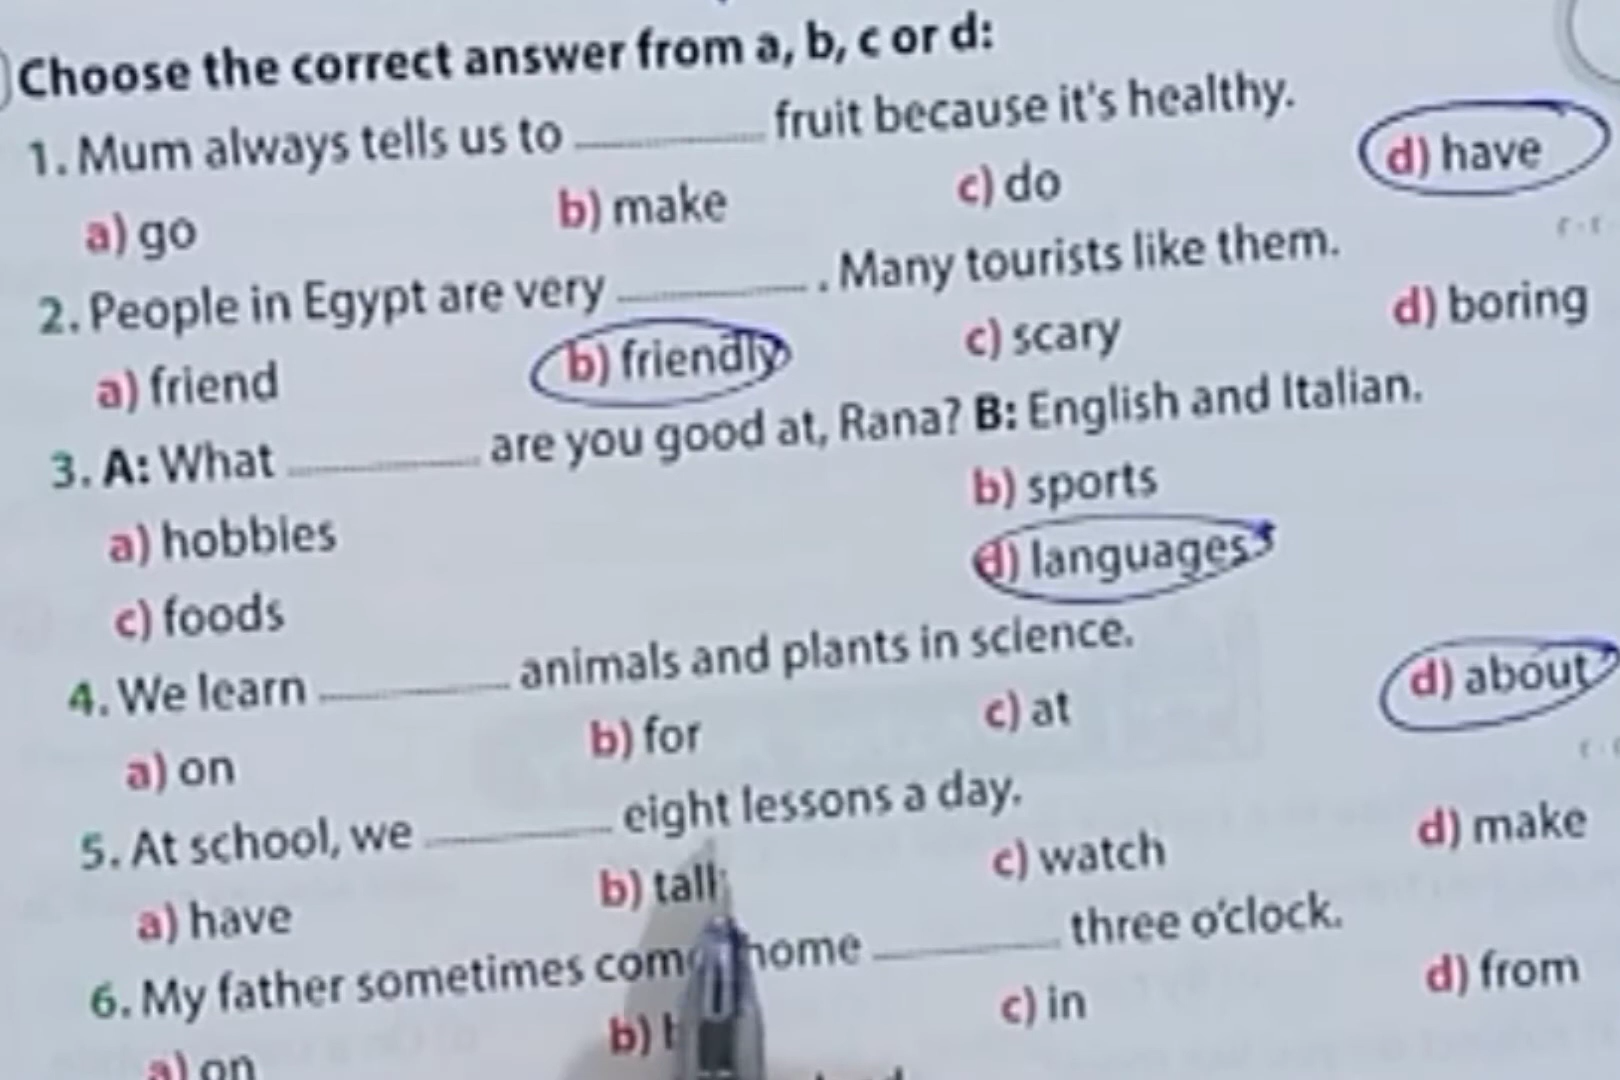 Choose the correct answer from a, b, c or d:
1. Mum always tells us to ________ fruit because it's healthy.
a) go b) make c) do d) have
2. People in Egypt are very ________ . Many tourists like them.
a) friend b) friendly c) scary d) boring
3. A: What ________ are you good at, Rana? B: English and Italian.
a) hobbies b) sports
c) foods d) languages
4. We learn ________ animals and plants in science.
a) on b) for c) at d) about
5. At school, we ________ eight lessons a day.
a) have b) tall c) watch d) make
6. My father sometimes home ________ three o'clock.
a) on b) c) in d) from